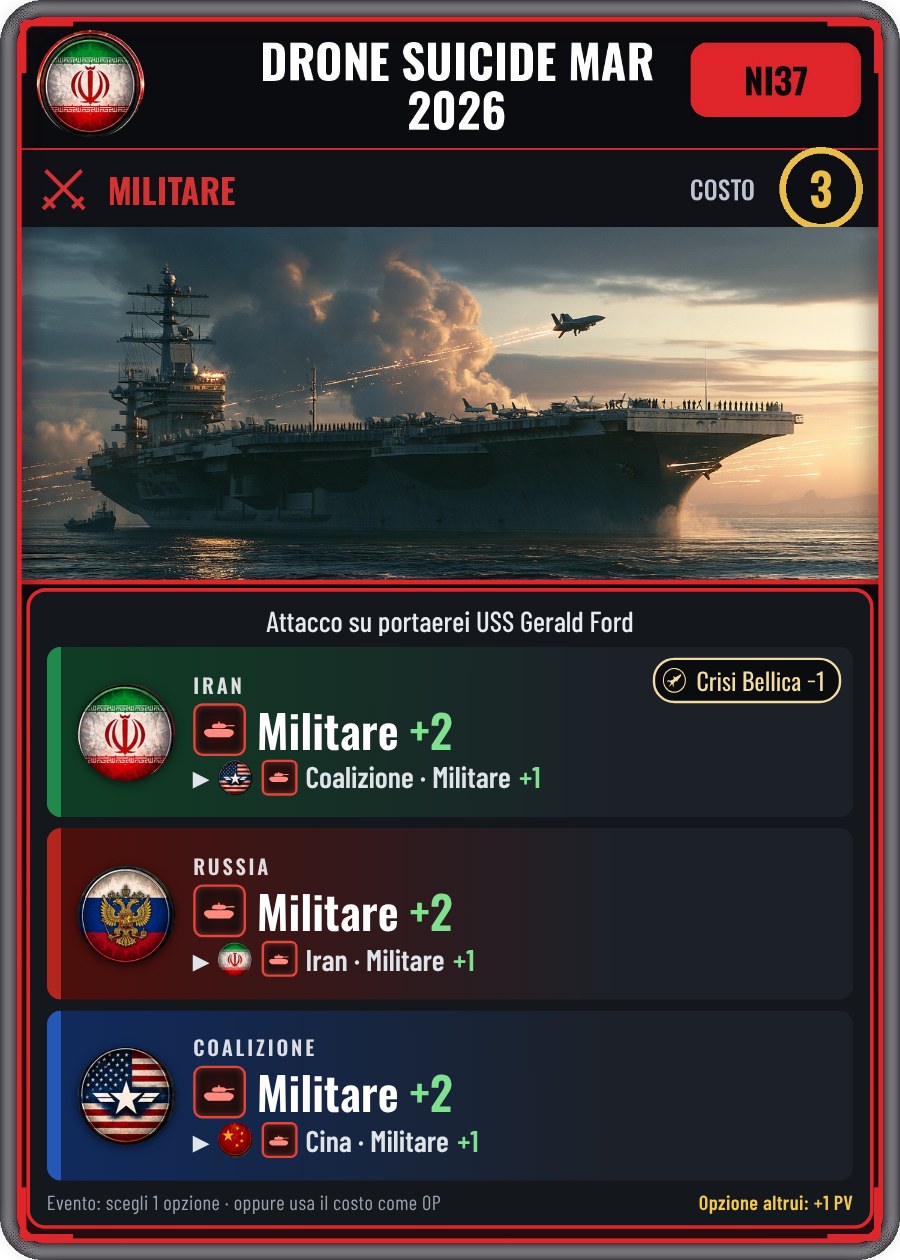 DRONE SUICIDE MAR
2026
NI37
MILITARE
COSTO
3
Attacco su portaerei USS Gerald Ford
IRAN
Crisi Bellica -1
Militare +2
▶ Coalizione · Militare +1
RUSSIA
Militare +2
▶ Iran · Militare +1
COALIZIONE
Militare +2
▶ Cina · Militare +1
Evento: scegli 1 opzione · oppure usa il costo come OP
Opzione altrui: +1 PV